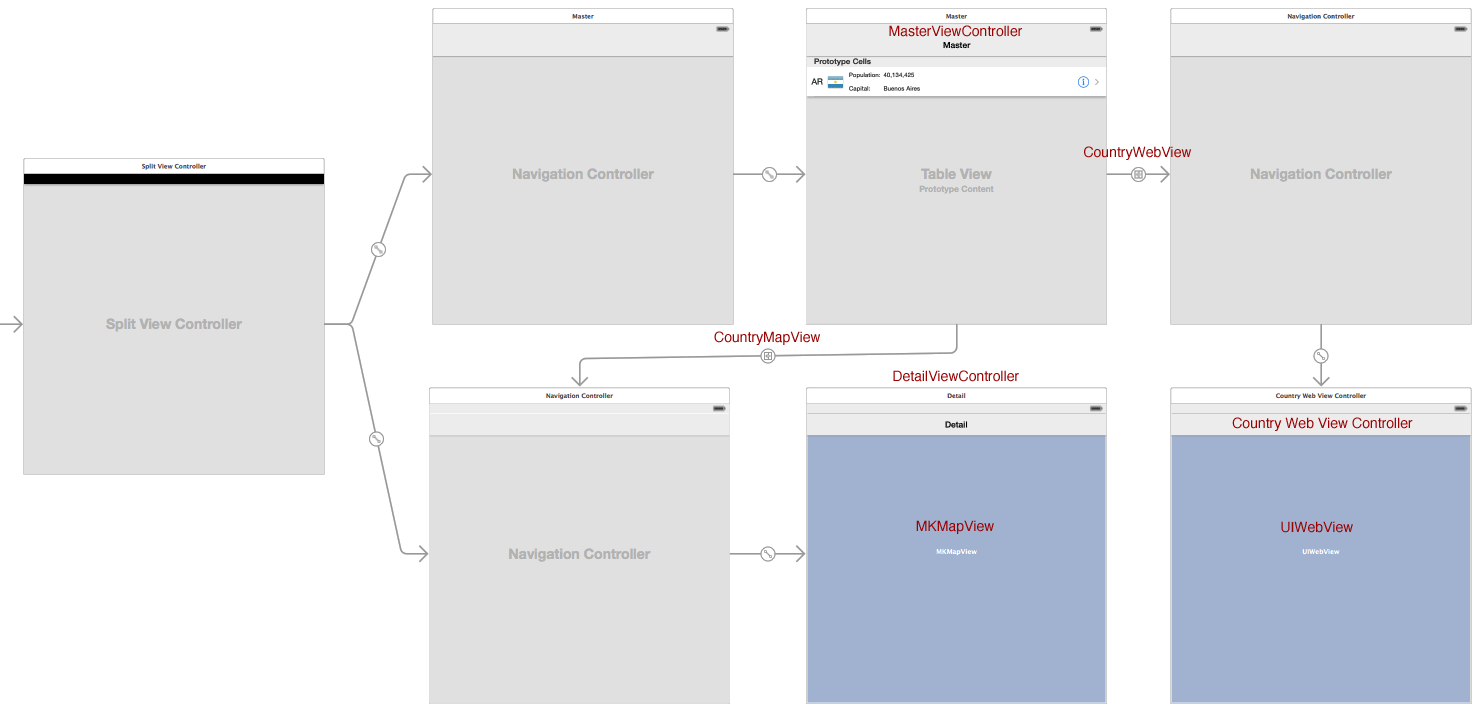 Master
Master
Navigation Controller
MasterViewController
Master
Prototype Cells
AR
Population: 40,134,425
Capital: Buenos Aires
CountryWebView
Split View Controller
Navigation Controller
Table View
Prototype Content
Navigation Controller
Split View Controller
CountryMapView
DetailViewController
Navigation Controller
Detail
Country Web View Controller
Detail
Country Web View Controller
MKMapView
UIWebView
Navigation Controller
MKMapView
UIWebView